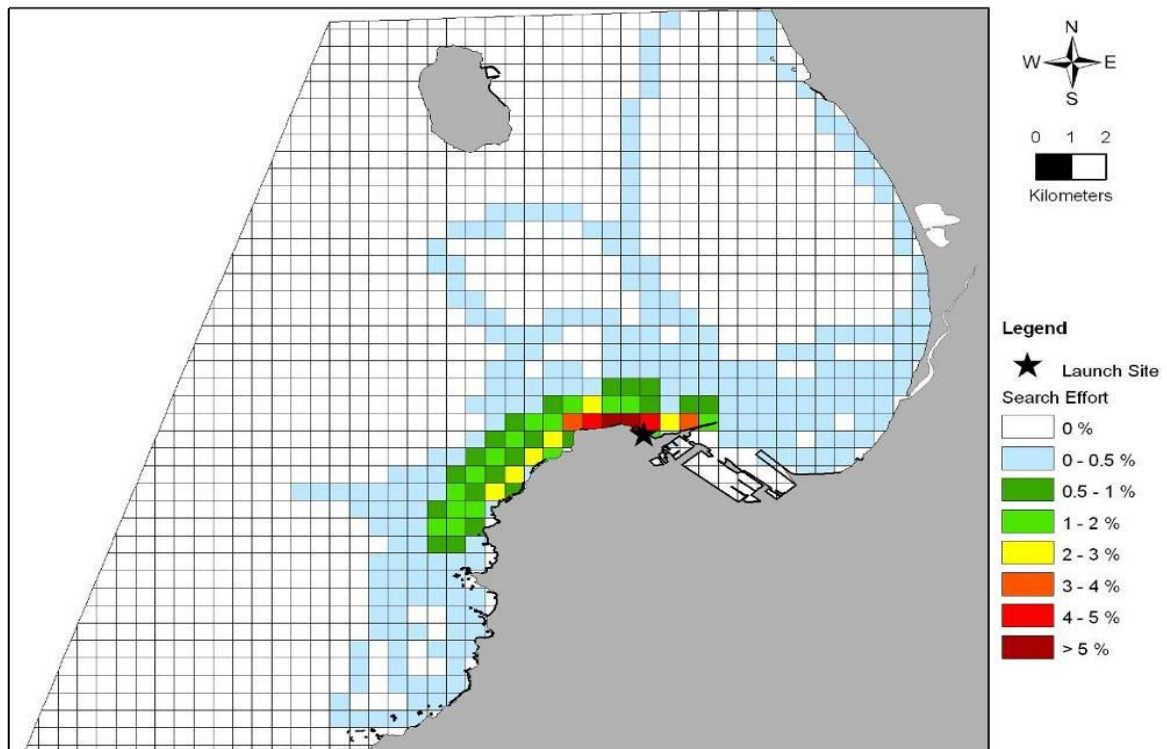 N
W E
S
0 1 2
Kilometers
Legend
Launch Site
Search Effort
0 %
0 - 0.5 %
0.5 - 1 %
1 - 2 %
2 - 3 %
3 - 4 %
4 - 5 %
> 5 %